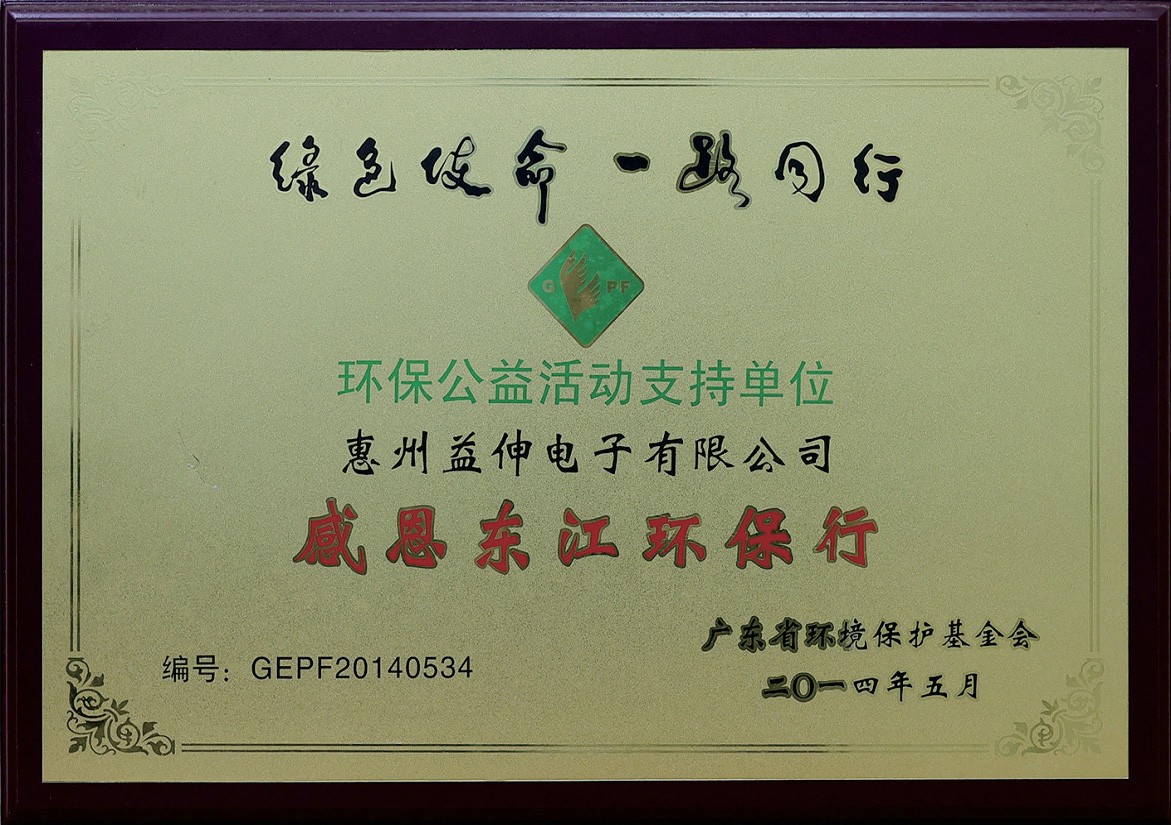 绿色使命一路同行
G PF
环保公益活动支持单位
惠州益伸电子有限公司
感恩东江环保行
广东省环境保护基金会
编号：GEPF20140534
二〇一四年五月